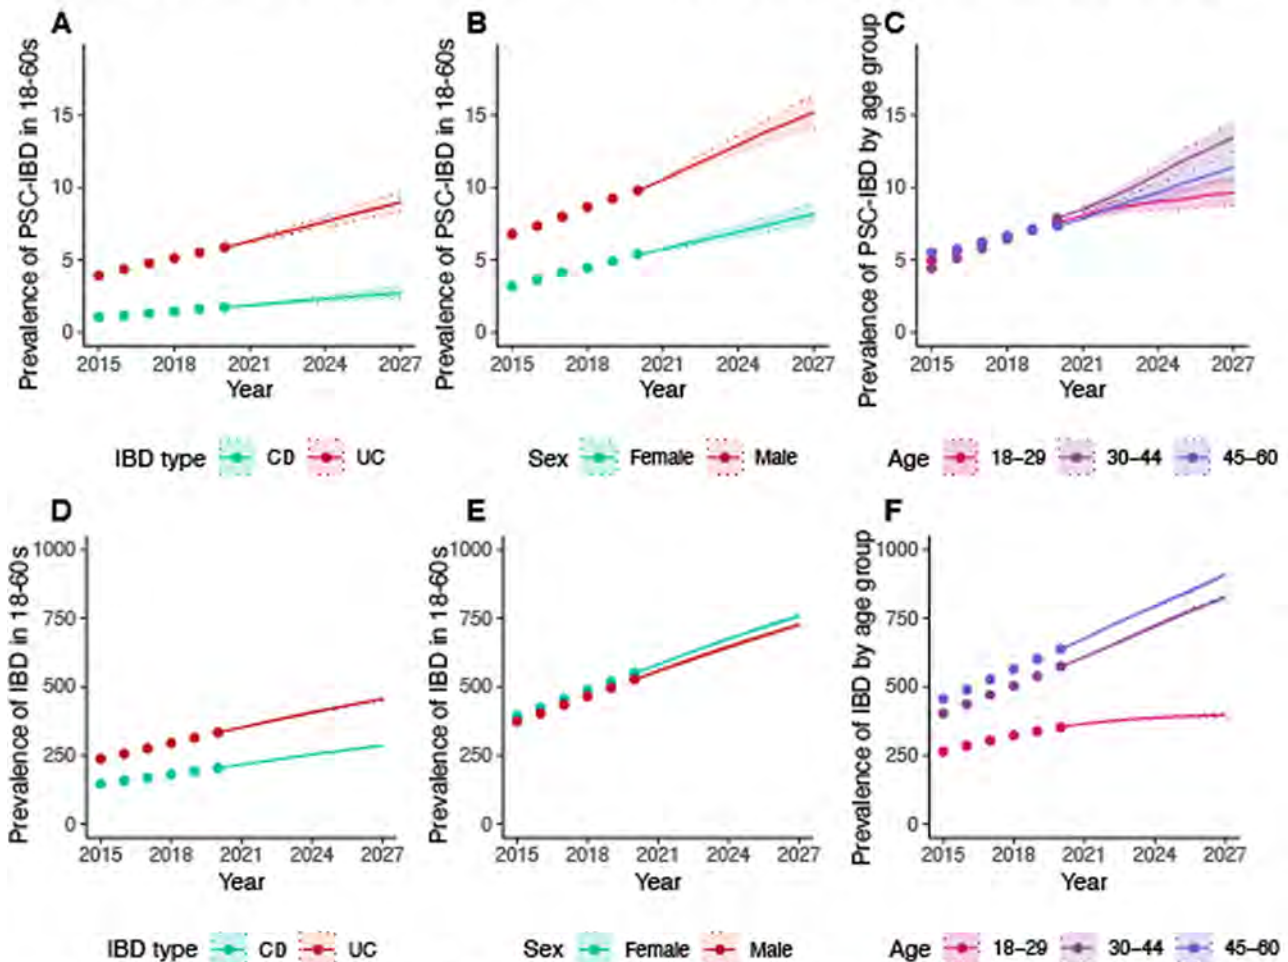 A
Prevalence of PSC-IBD in 18-60s
15
10
5
0
2015 2018 2021 2024 2027
Year
IBD type CD UC
B
Prevalence of PSC-IBD in 18-60s
15
10
5
0
2015 2018 2021 2024 2027
Year
Sex Female Male
C
Prevalence of PSC-IBD by age group
15
10
5
0
2015 2018 2021 2024 2027
Year
Age 18-29 30-44 45-60
D
Prevalence of IBD in 18-60s
1000
750
500
250
0
2015 2018 2021 2024 2027
Year
IBD type CD UC
E
Prevalence of IBD in 18-60s
1000
750
500
250
0
2015 2018 2021 2024 2027
Year
Sex Female Male
F
Prevalence of IBD by age group
1000
750
500
250
0
2015 2018 2021 2024 2027
Year
Age 18-29 30-44 45-60